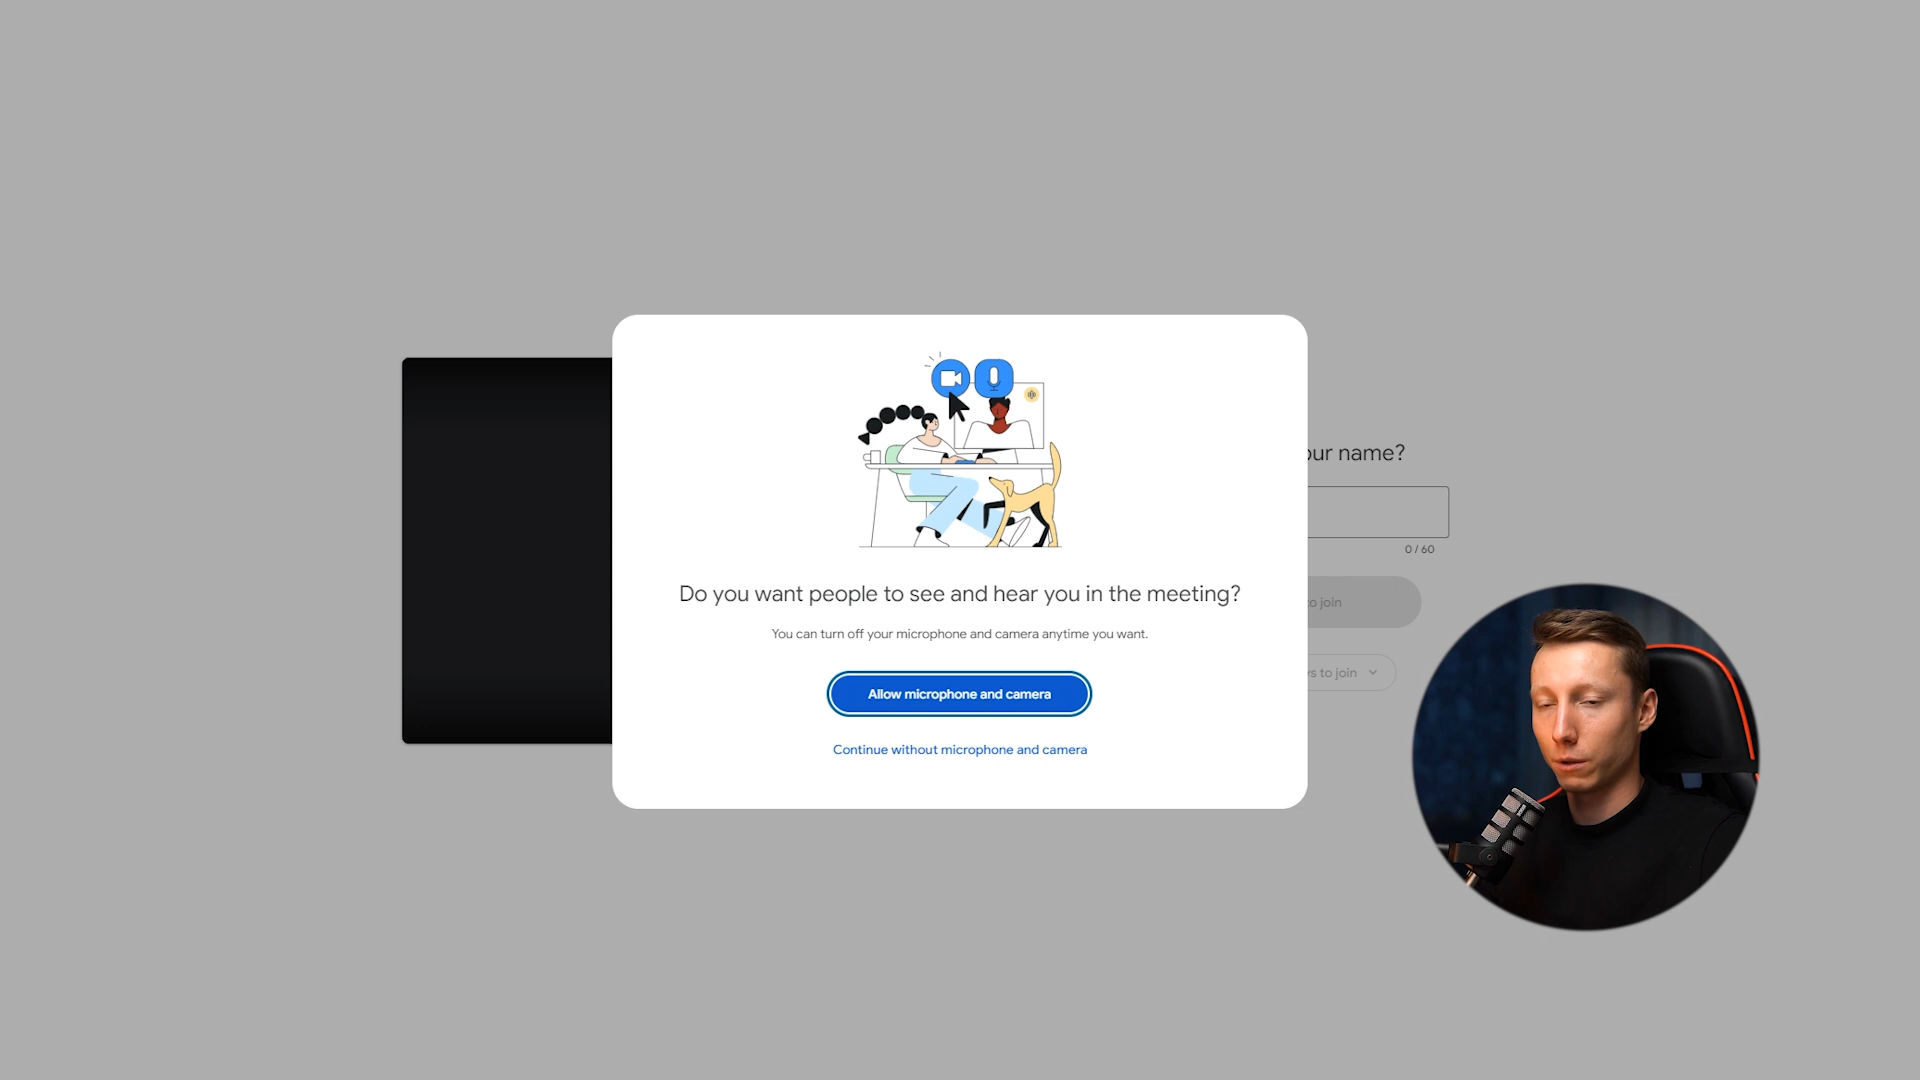 our name?
0 / 60
to join
s to join
Do you want people to see and hear you in the meeting?
You can turn off your microphone and camera anytime you want.
Allow microphone and camera
Continue without microphone and camera